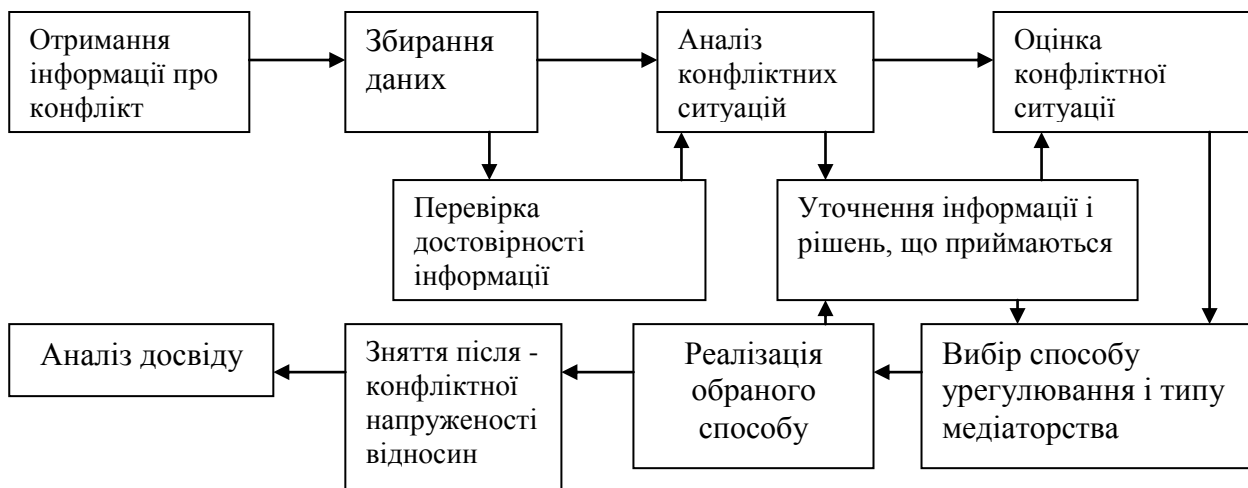 Отримання
інформації про
конфлікт
Збирання
даних
Аналіз
конфліктних
ситуацій
Оцінка
конфліктної
ситуації
Перевірка
достовірності
інформації
Уточнення інформації і
рішень, що приймаються
Аналіз досвіду
Зняття після -
конфліктної
напруженості
відносин
Реалізація
обраного
способу
Вибір способу
урегулювання і типу
медіаторства